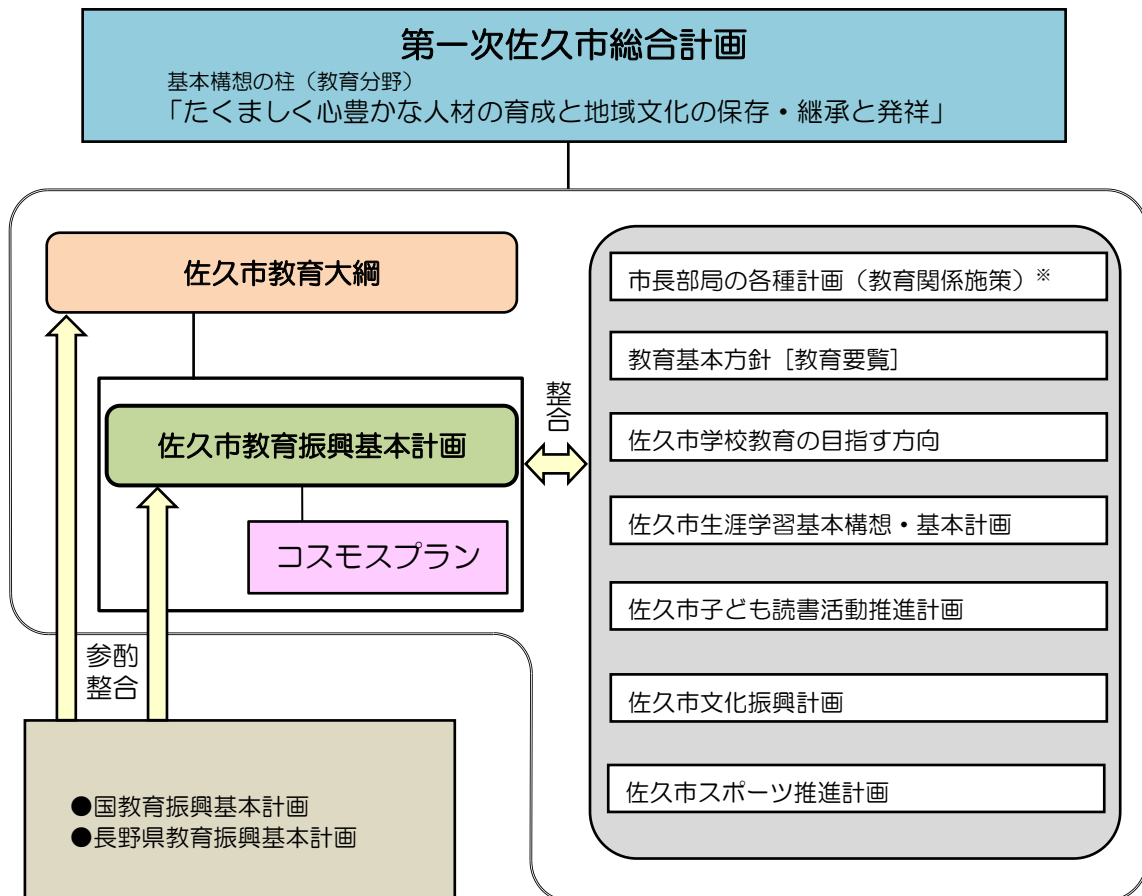 第一次佐久市総合計画
基本構想の柱（教育分野）
「たくましく心豊かな人材の育成と地域文化の保存・継承と発祥」
佐久市教育大綱
佐久市教育振興基本計画
コスモスプラン
整合
市長部局の各種計画（教育関係施策）※
教育基本方針［教育要覧］
佐久市学校教育の目指す方向
佐久市生涯学習基本構想・基本計画
佐久市子ども読書活動推進計画
佐久市文化振興計画
佐久市スポーツ推進計画
参酌
整合
●国教育振興基本計画
●長野県教育振興基本計画